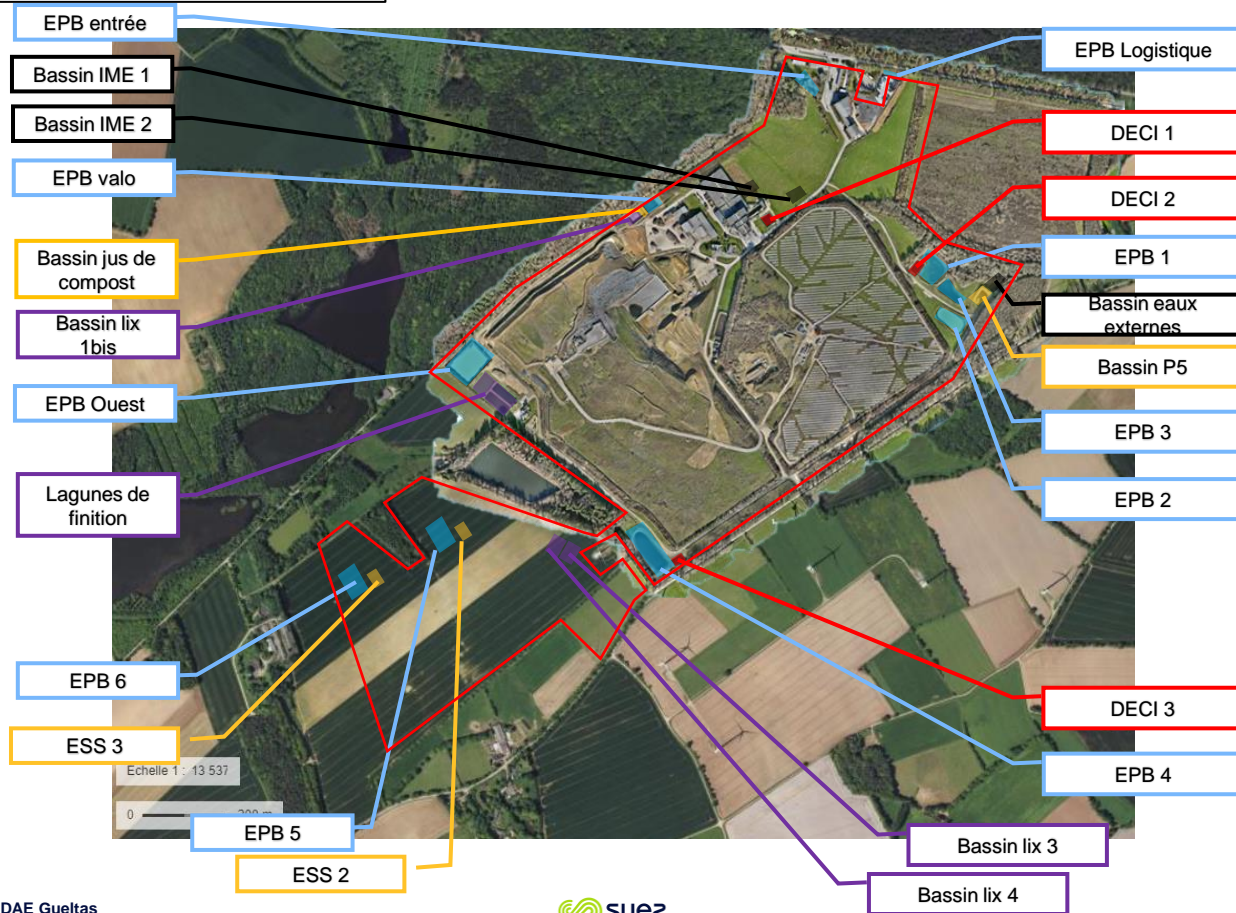 EPB entrée
Bassin IME 1
Bassin IME 2
EPB valo
Bassin jus de
compost
Bassin lix
1bis
EPB Ouest
Lagunes de
finition
EPB 6
ESS 3
Echelle 1 : 13 537
0
200 m
EPB 5
ESS 2
EPB Logistique
DECI 1
DECI 2
EPB 1
Bassin eaux
externes
Bassin P5
EPB 3
EPB 2
DECI 3
EPB 4
Bassin lix 3
Bassin lix 4
DAE Gueltas
suez